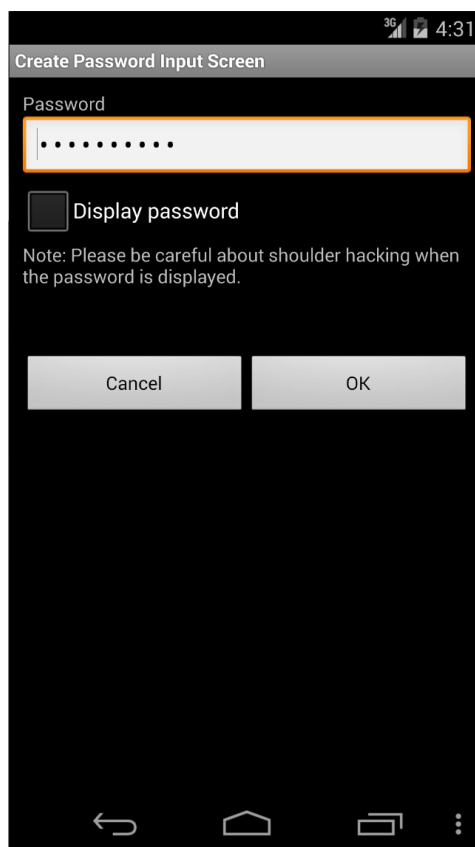 3G 4:31
Create Password Input Screen
Password
••••••••••
Display password
Note: Please be careful about shoulder hacking when
the password is displayed.
Cancel OK